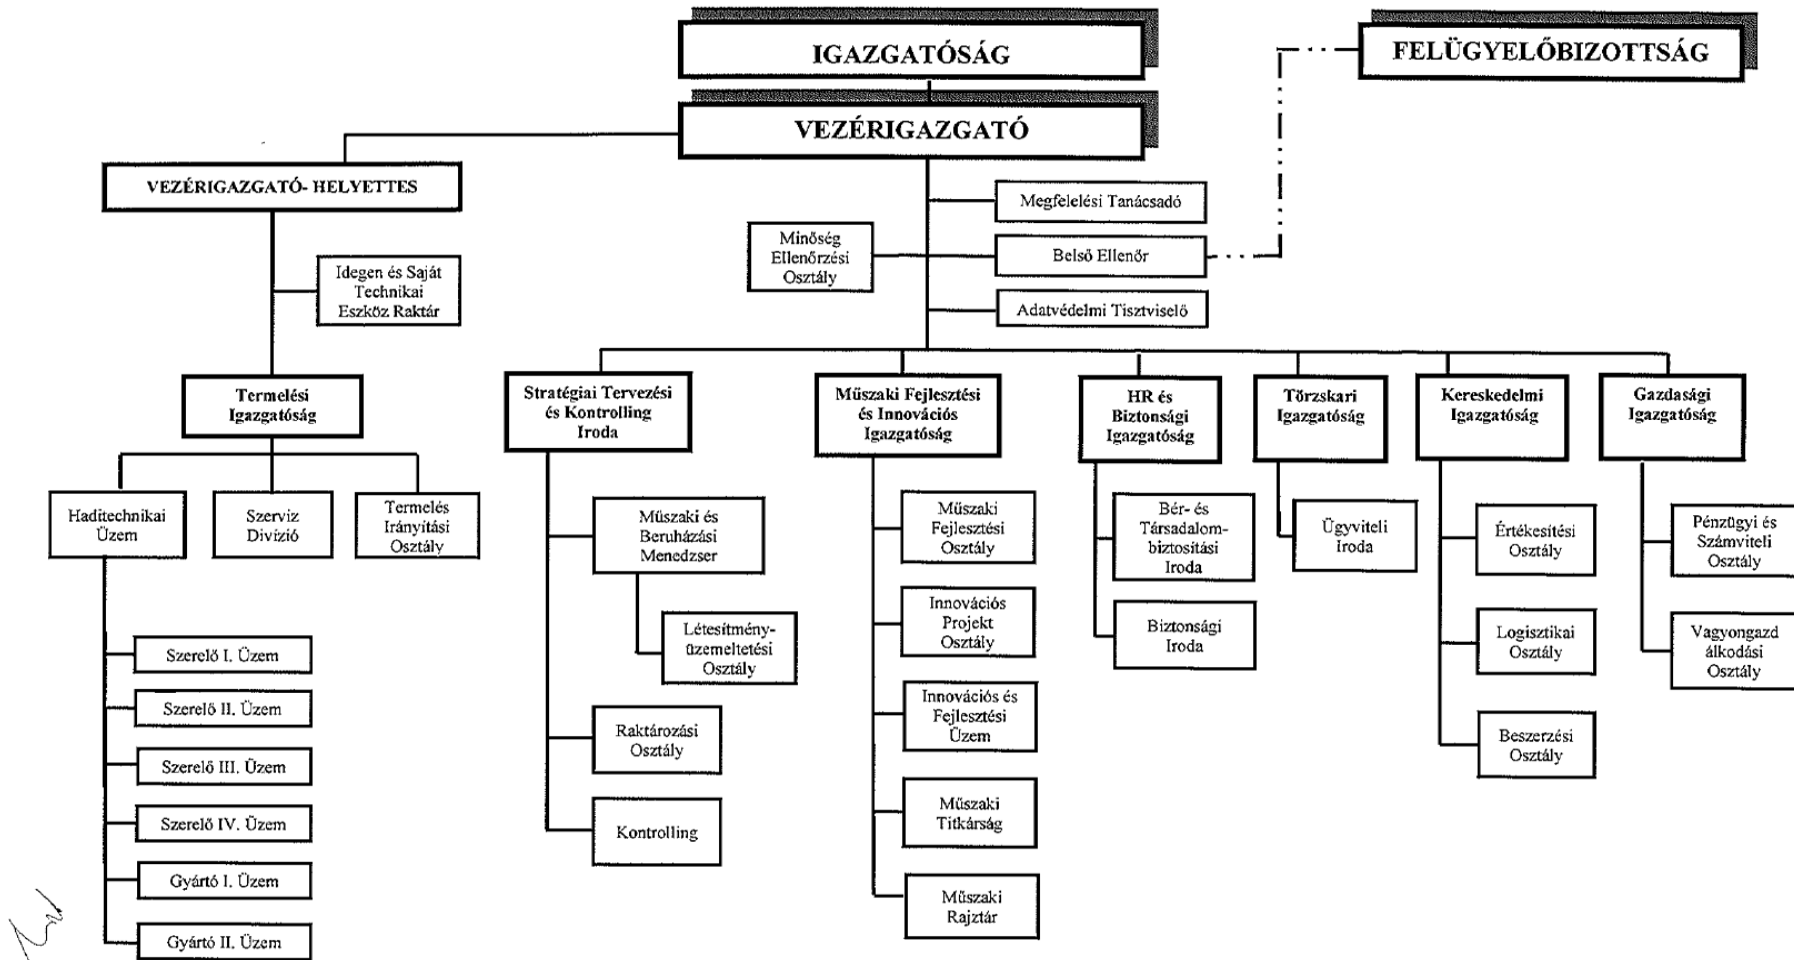 IGAZGATÓSÁG
FELÜGYELŐBIZOTTSÁG
VEZÉRIGAZGATÓ
VEZÉRIGAZGATÓ- HELYETTES
Megfelelési Tanácsadó
Minőség
Ellenőrzési
Osztály
Belső Ellenőr
Adatvédelmi Tisztviselő
Idegen és Saját
Technikai
Eszköz Raktár
Termelési
Igazgatóság
Stratégiai Tervezési
és Kontrolling
Iroda
Műszaki Fejlesztési
és Innovációs
Igazgatóság
HR és
Biztonsági
Igazgatóság
Törzskari
Igazgatóság
Kereskedelmi
Igazgatóság
Gazdasági
Igazgatóság
Haditechnikai
Üzem
Szerviz
Divízió
Termelés
Irányítási
Osztály
Szerelő I. Üzem
Szerelő II. Üzem
Szerelő III. Üzem
Szerelő IV. Üzem
Gyártó I. Üzem
Gyártó II. Üzem
Műszaki és
Beruházási
Menedzser
Létesítmény-
üzemeltetési
Osztály
Raktározási
Osztály
Kontrolling
Műszaki
Fejlesztési
Osztály
Innovációs
Projekt
Osztály
Innovációs és
Fejlesztési
Üzem
Műszaki
Titkárság
Műszaki
Rajztár
Bér- és
Társadalom-
biztosítási
Iroda
Biztonsági
Iroda
Ügyviteli
Iroda
Értékesítési
Osztály
Logisztikai
Osztály
Beszerzési
Osztály
Pénzügyi és
Számviteli
Osztály
Vagyongazd
álkodási
Osztály